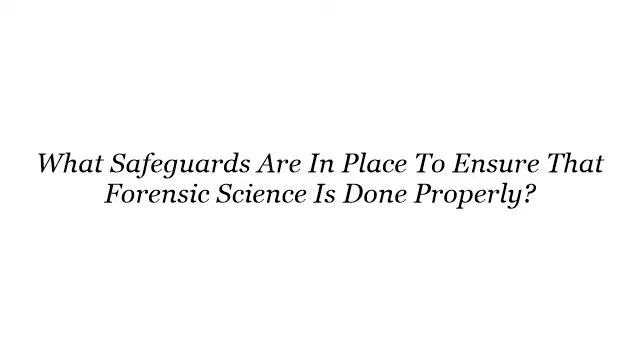 What Safeguards Are In Place To Ensure That
Forensic Science Is Done Properly?